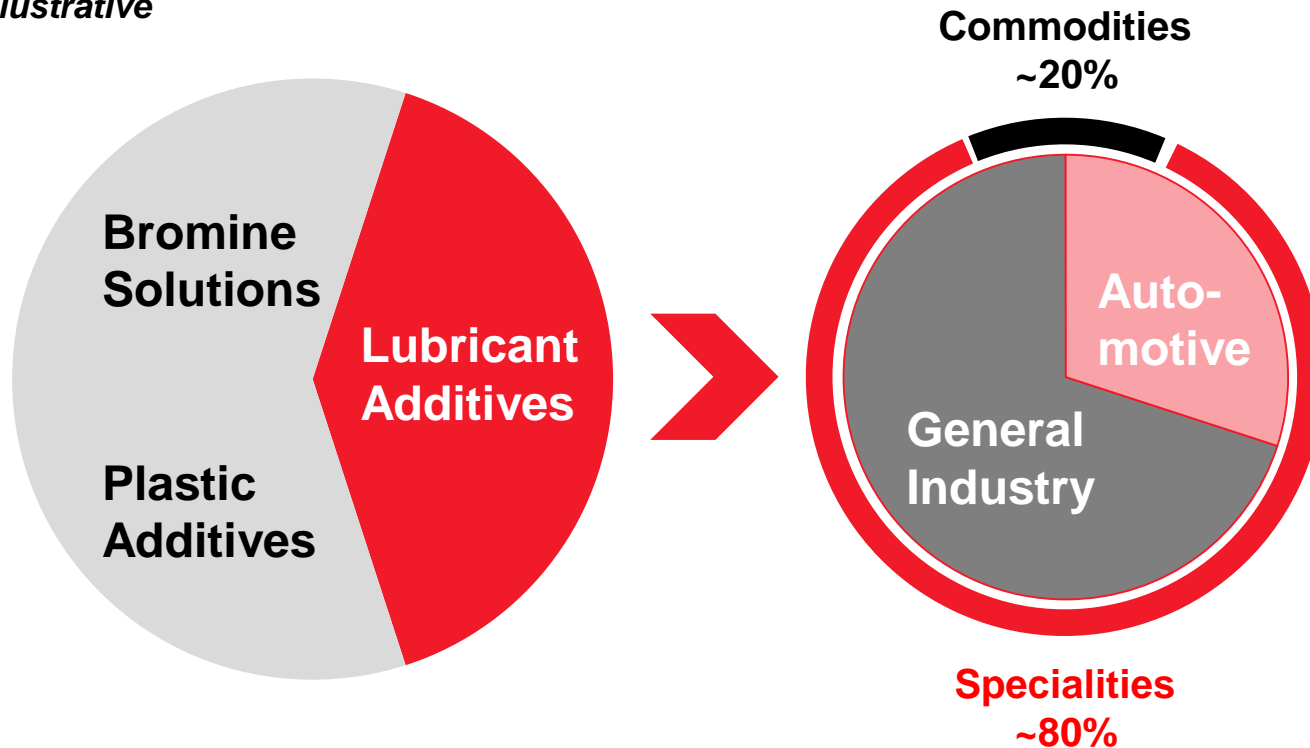 lustrative
Commodities
~20%
Bromine
Solutions
Lubricant
Additives
Plastic
Additives
Auto-
motive
General
Industry
Specialities
~80%